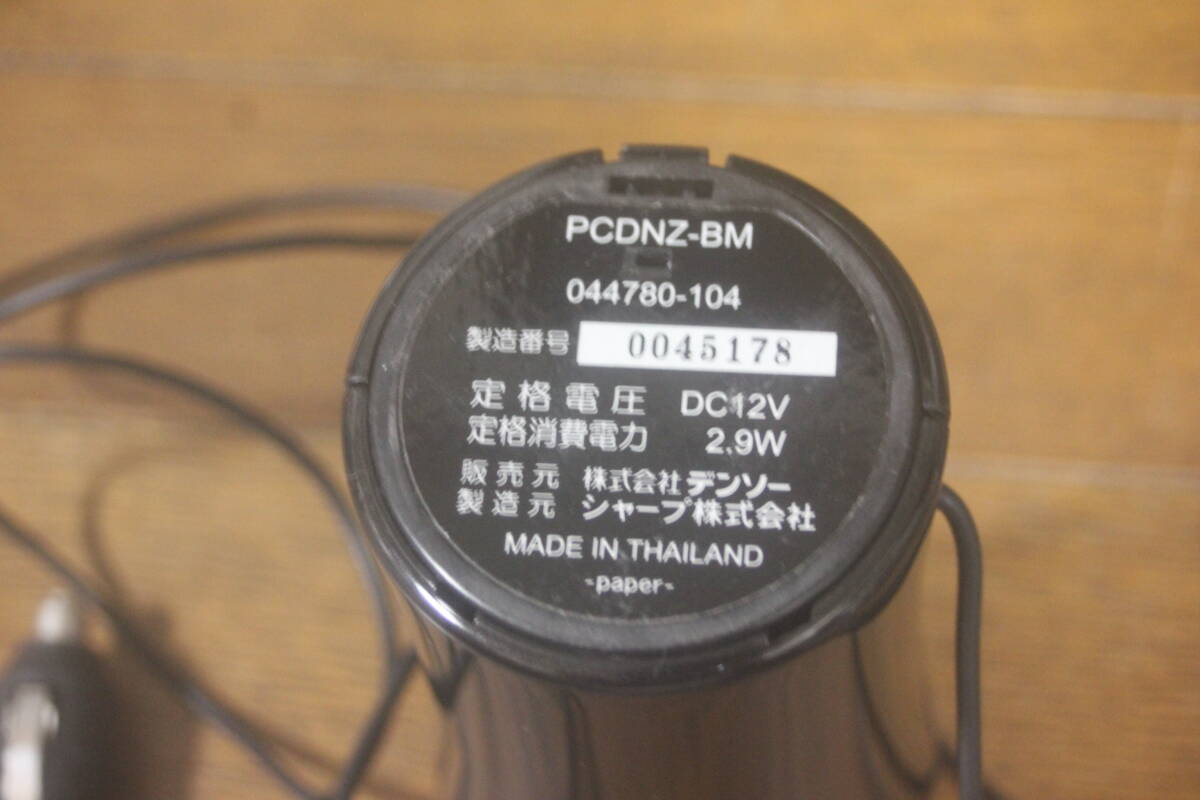 PCDNZ-BM
044780-104
製造番号 0045178
定格電圧 DC12V
定格消費電力 2.9W
販売元 株式会社デンソー
製造元 シャープ株式会社
MADE IN THAILAND
-paper-